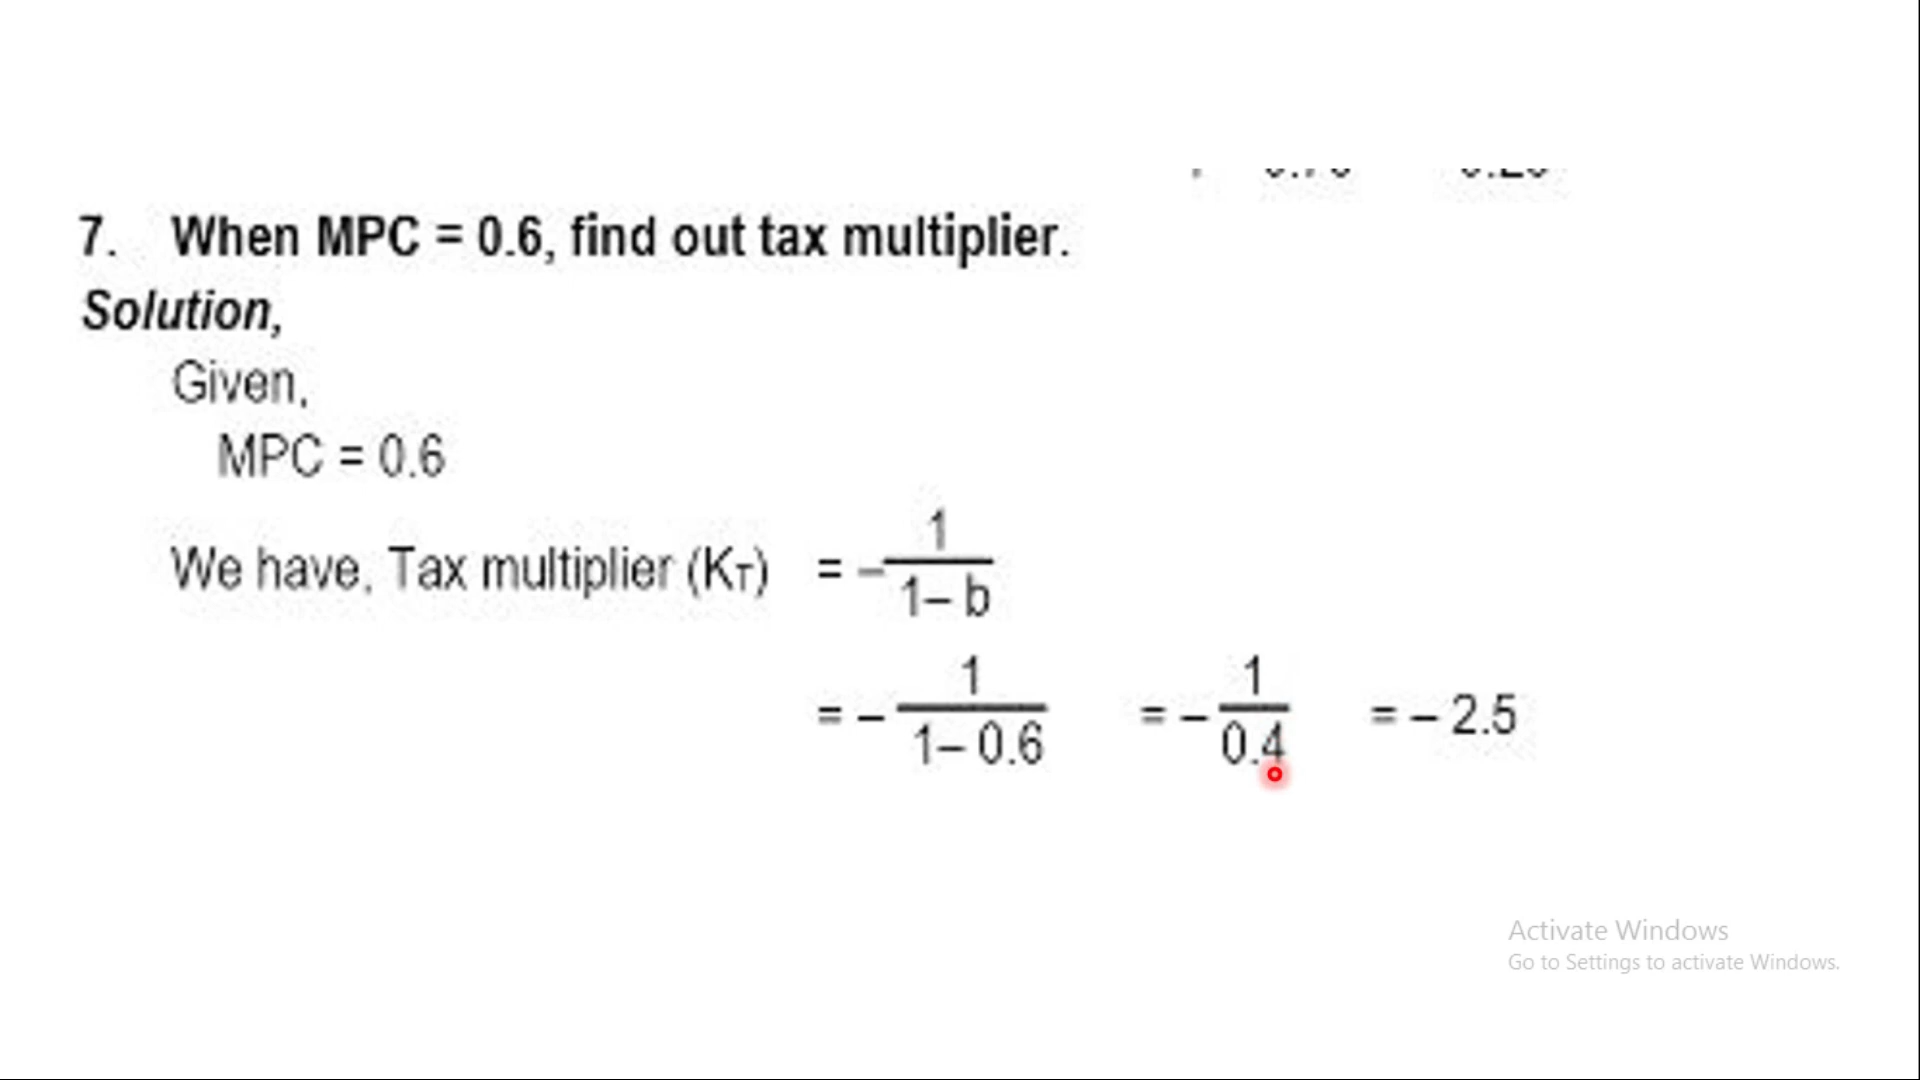 7. When MPC = 0.6, find out tax multiplier.
Solution,
Given,
MPC = 0.6
We have, Tax multiplier (K_T) = – 1 / 1 – b
= – 1 / 1 – 0.6 = – 1 / 0.4 = – 2.5
Activate Windows
Go to Settings to activate Windows.